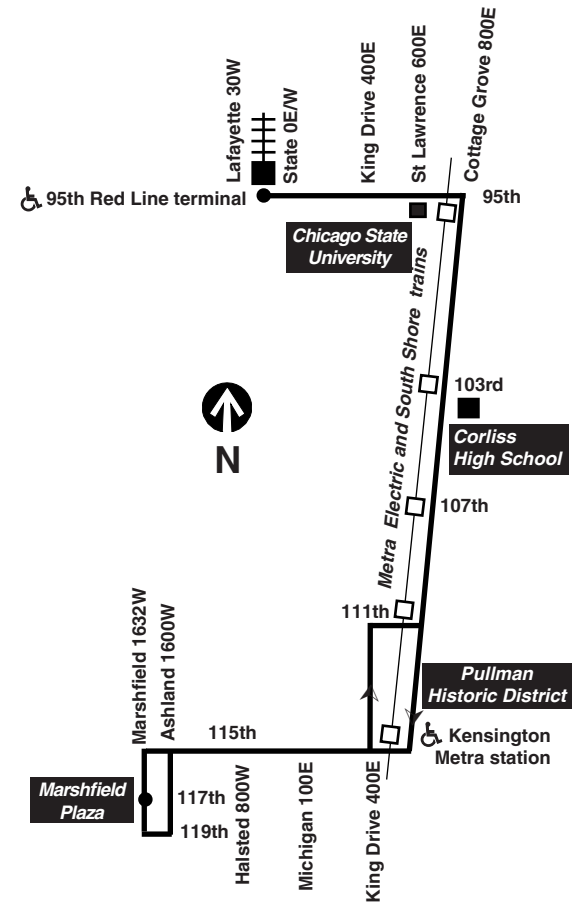 Lafayette 30W
State 0E/W
King Drive 400E
St Lawrence 600E
Cottage Grove 800E
95th Red Line terminal
95th
Chicago State
University
Metra Electric and South Shore trains
103rd
Corliss
High School
N
107th
Marshfield 1632W
Ashland 1600W
111th
Pullman
Historic District
115th
Kensington
Metra station
Marshfield
Plaza
117th
119th
Halsted 800W
Michigan 100E
King Drive 400E